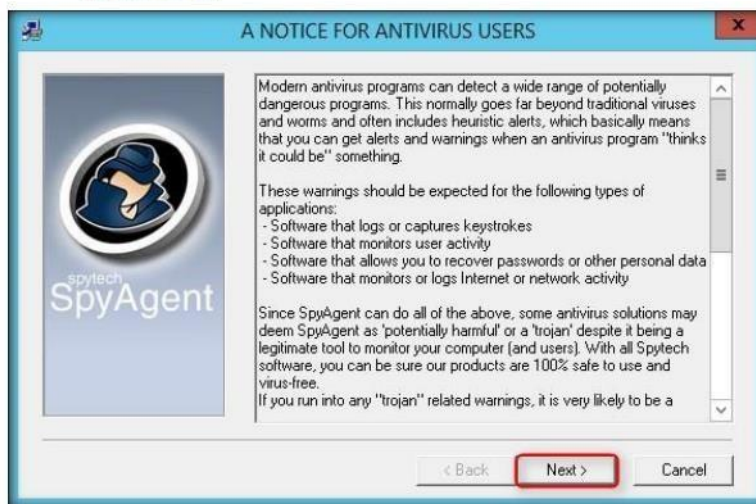 A NOTICE FOR ANTIVIRUS USERS
x
Modern antivirus programs can detect a wide range of potentially
dangerous programs. This normally goes far beyond traditional viruses
and worms and often includes heuristic alerts, which basically means
that you can get alerts and warnings when an antivirus program "thinks
it could be" something.
These warnings should be expected for the following types of
applications:
- Software that logs or captures keystrokes
- Software that monitors user activity
- Software that allows you to recover passwords or other personal data
- Software that monitors or logs Internet or network activity
Since SpyAgent can do all of the above, some antivirus solutions may
deem SpyAgent as 'potentially harmful' or a 'trojan' despite it being a
legitimate tool to monitor your computer (and users). With all Spytech
software, you can be sure our products are 100% safe to use and
virus-free.
If you run into any "trojan" related warnings, it is very likely to be a
spytech
SpyAgent
< Back
Next >
Cancel